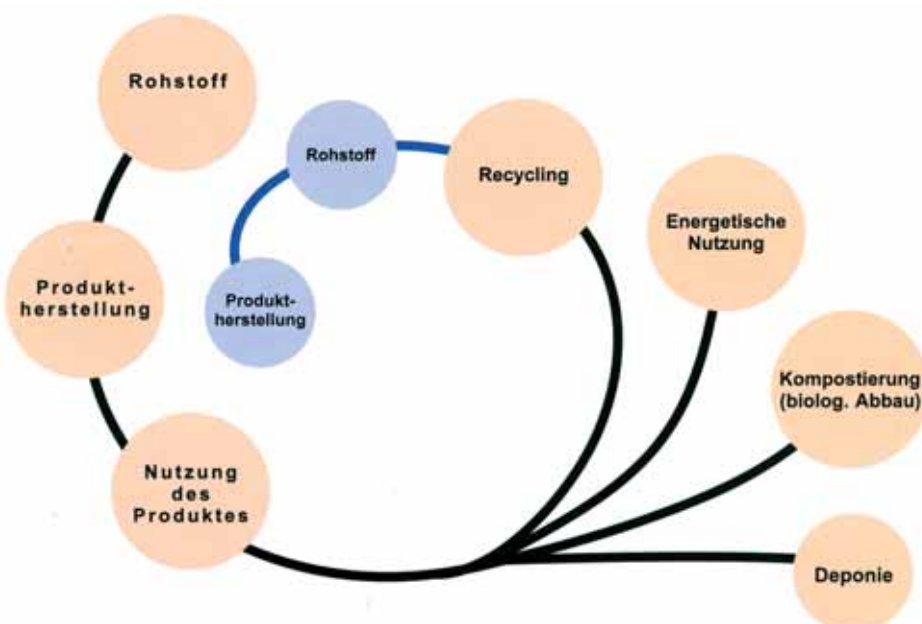 Rohstoff
Produkt-
herstellung
Nutzung
des
Produktes
Rohstoff
Produkt-
herstellung
Recycling
Energetische
Nutzung
Kompostierung
(biolog. Abbau)
Deponie